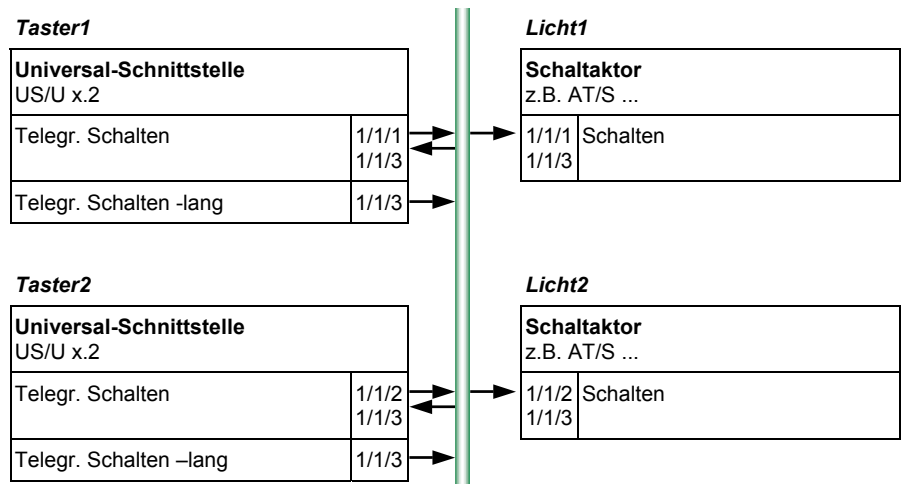 Taster1
Universal-Schnittstelle
US/U x.2
Telegr. Schalten 1/1/1
1/1/3
Telegr. Schalten -lang 1/1/3
Licht1
Schaltaktor
z.B. AT/S ...
1/1/1 Schalten
1/1/3
Taster2
Universal-Schnittstelle
US/U x.2
Telegr. Schalten 1/1/2
1/1/3
Telegr. Schalten –lang 1/1/3
Licht2
Schaltaktor
z.B. AT/S ...
1/1/2 Schalten
1/1/3